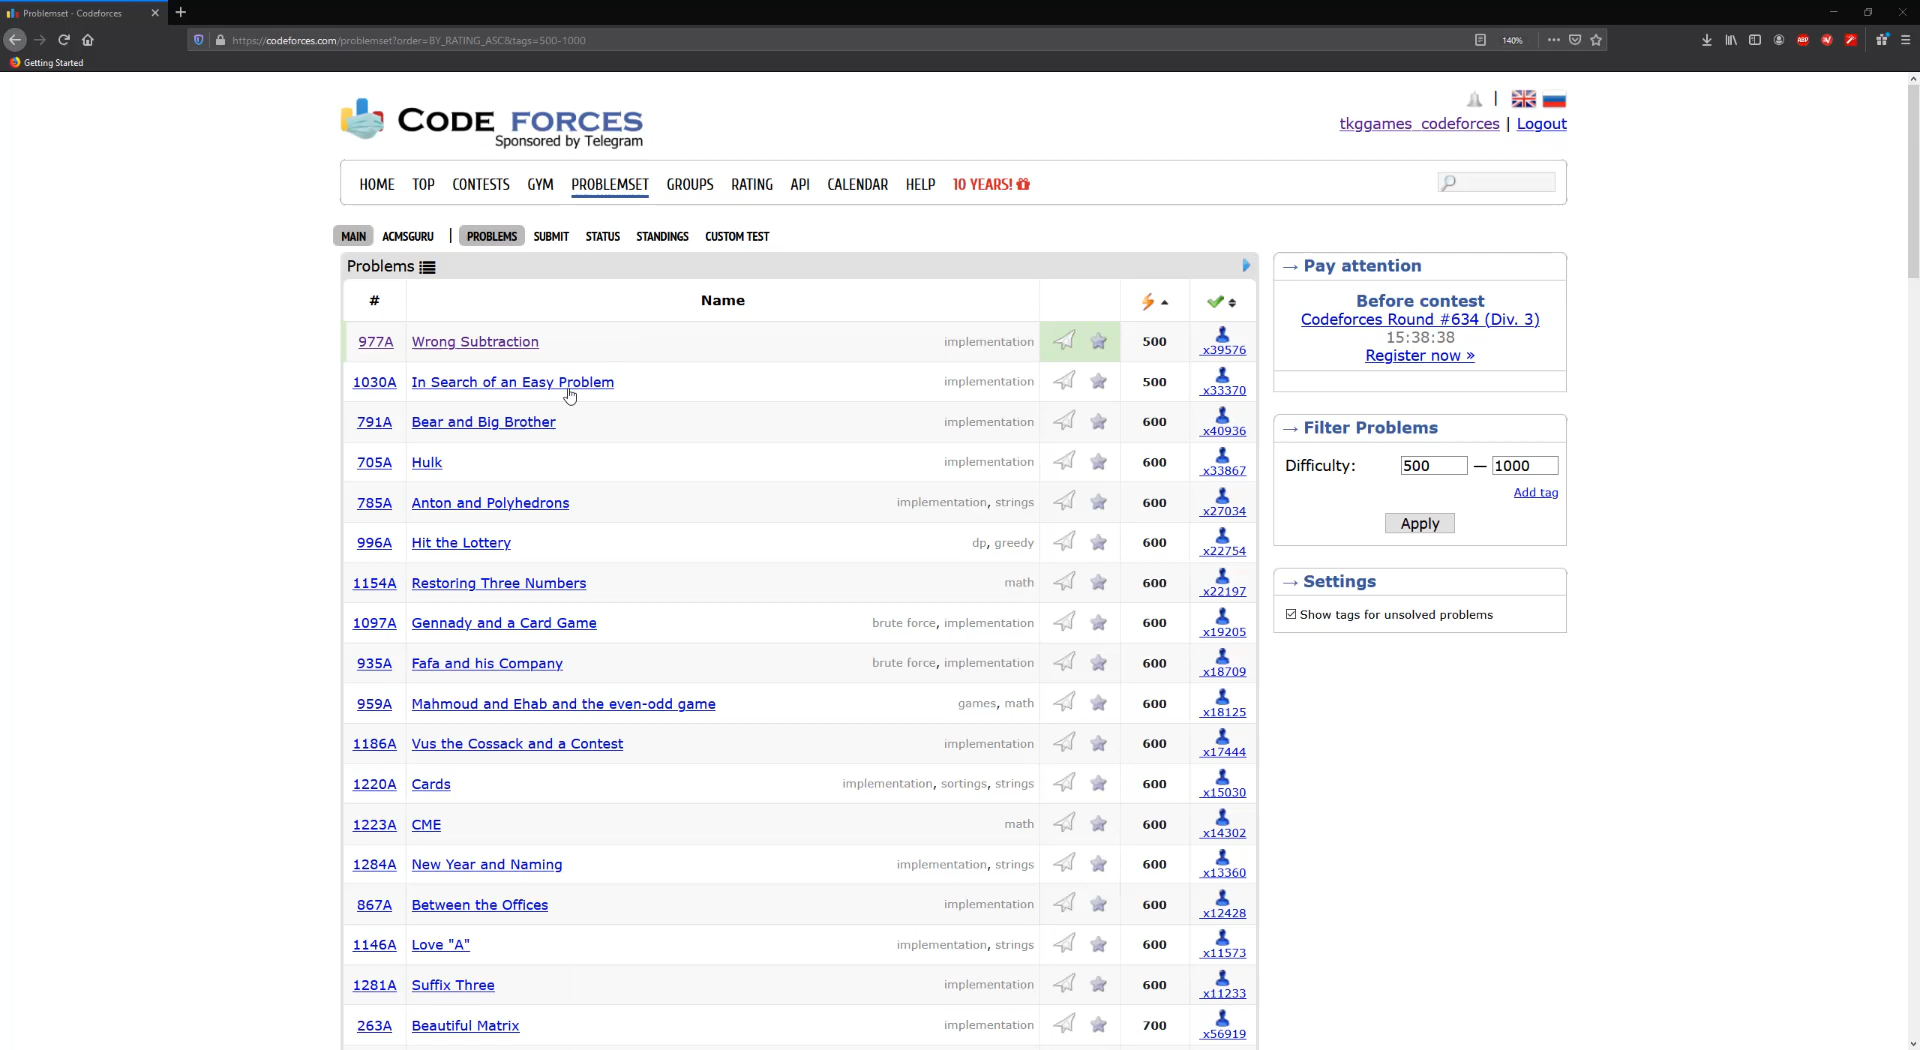 Problemset - Codeforces
https://codeforces.com/problemset?order=BY_RATING_ASC&tags=500-1000
140%
ABP
Getting Started
CODE FORCES
Sponsored by Telegram
tkggames_codeforces | Logout
HOME TOP CONTESTS GYM PROBLEMSET GROUPS RATING API CALENDAR HELP 10 YEARS!
MAIN ACMSGURU | PROBLEMS SUBMIT STATUS STANDINGS CUSTOM TEST
Problems
# Name
977A Wrong Subtraction implementation 500 x39576
1030A In Search of an Easy Problem implementation 500 x33370
791A Bear and Big Brother implementation 600 x40936
705A Hulk implementation 600 x33867
785A Anton and Polyhedrons implementation, strings 600 x27034
996A Hit the Lottery dp, greedy 600 x22754
1154A Restoring Three Numbers math 600 x22197
1097A Gennady and a Card Game brute force, implementation 600 x19205
935A Fafa and his Company brute force, implementation 600 x18709
959A Mahmoud and Ehab and the even-odd game games, math 600 x18125
1186A Vus the Cossack and a Contest implementation 600 x17444
1220A Cards implementation, sortings, strings 600 x15030
1223A CME math 600 x14302
1284A New Year and Naming implementation, strings 600 x13360
867A Between the Offices implementation 600 x12428
1146A Love "A" implementation, strings 600 x11573
1281A Suffix Three implementation 600 x11233
263A Beautiful Matrix implementation 700 x56919
→ Pay attention
Before contest
Codeforces Round #634 (Div. 3)
15:38:38
Register now »
→ Filter Problems
Difficulty: 500 — 1000
Add tag
Apply
→ Settings
Show tags for unsolved problems